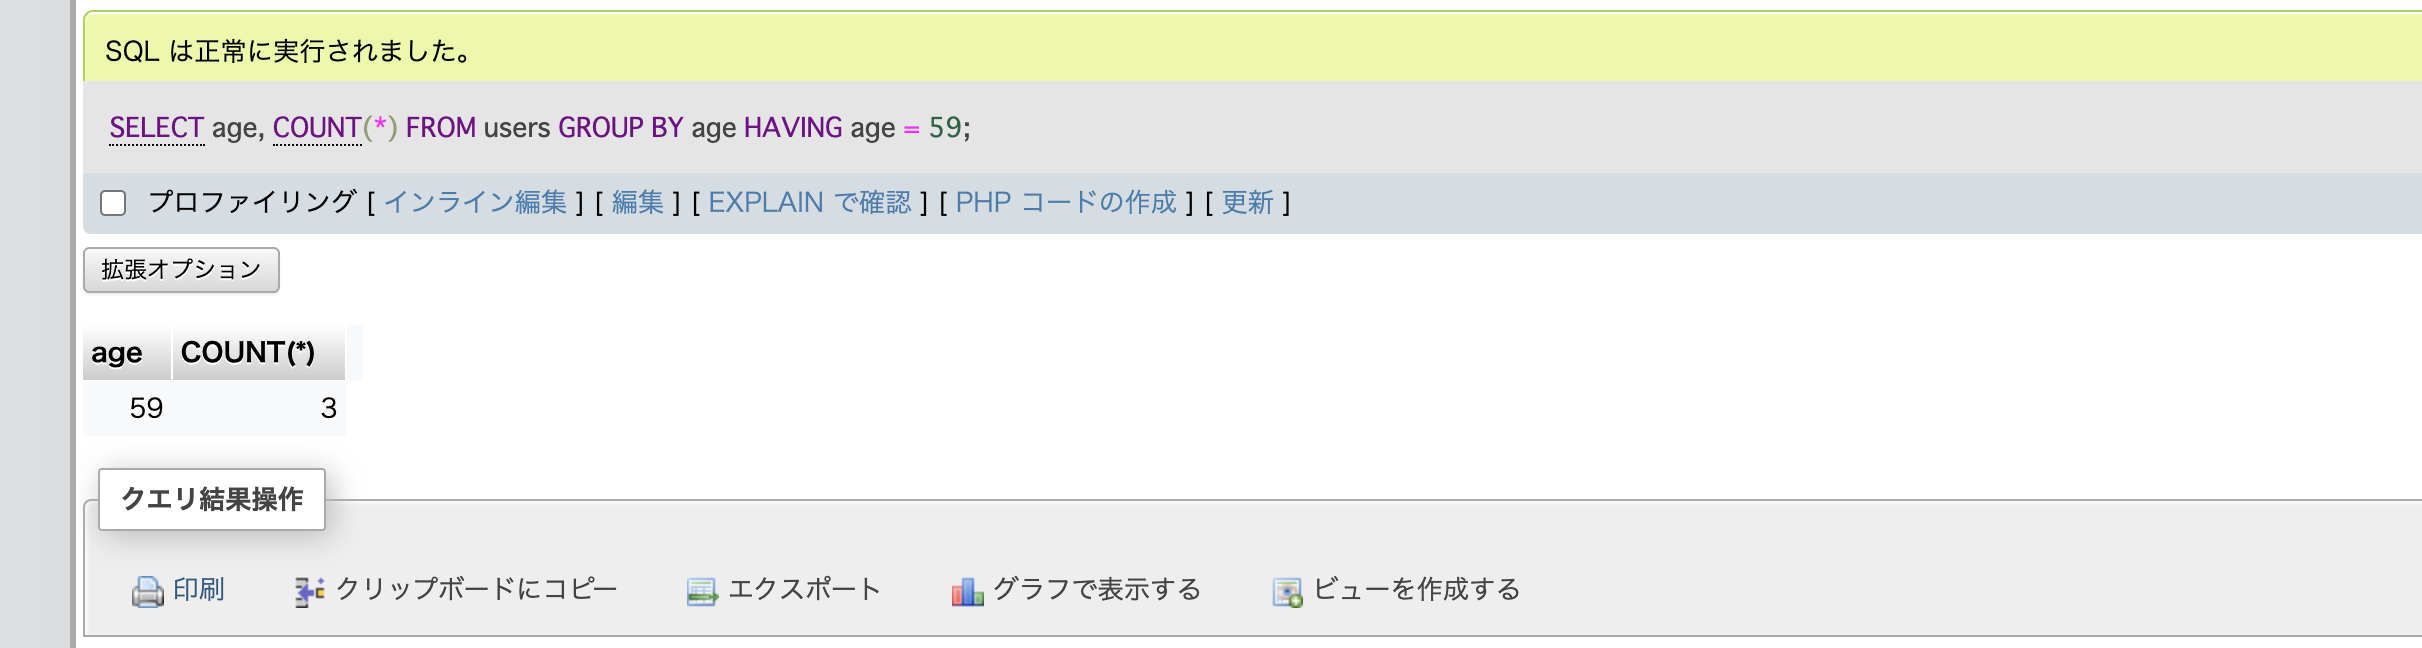 SQL は正常に実行されました。
SELECT age, COUNT(*) FROM users GROUP BY age HAVING age = 59;
プロファイリング [ インライン編集 ] [ 編集 ] [ EXPLAIN で確認 ] [ PHP コードの作成 ] [ 更新 ]
拡張オプション
age COUNT(*)
59 3
クエリ結果操作
印刷 クリップボードにコピー エクスポート グラフで表示する ビューを作成する